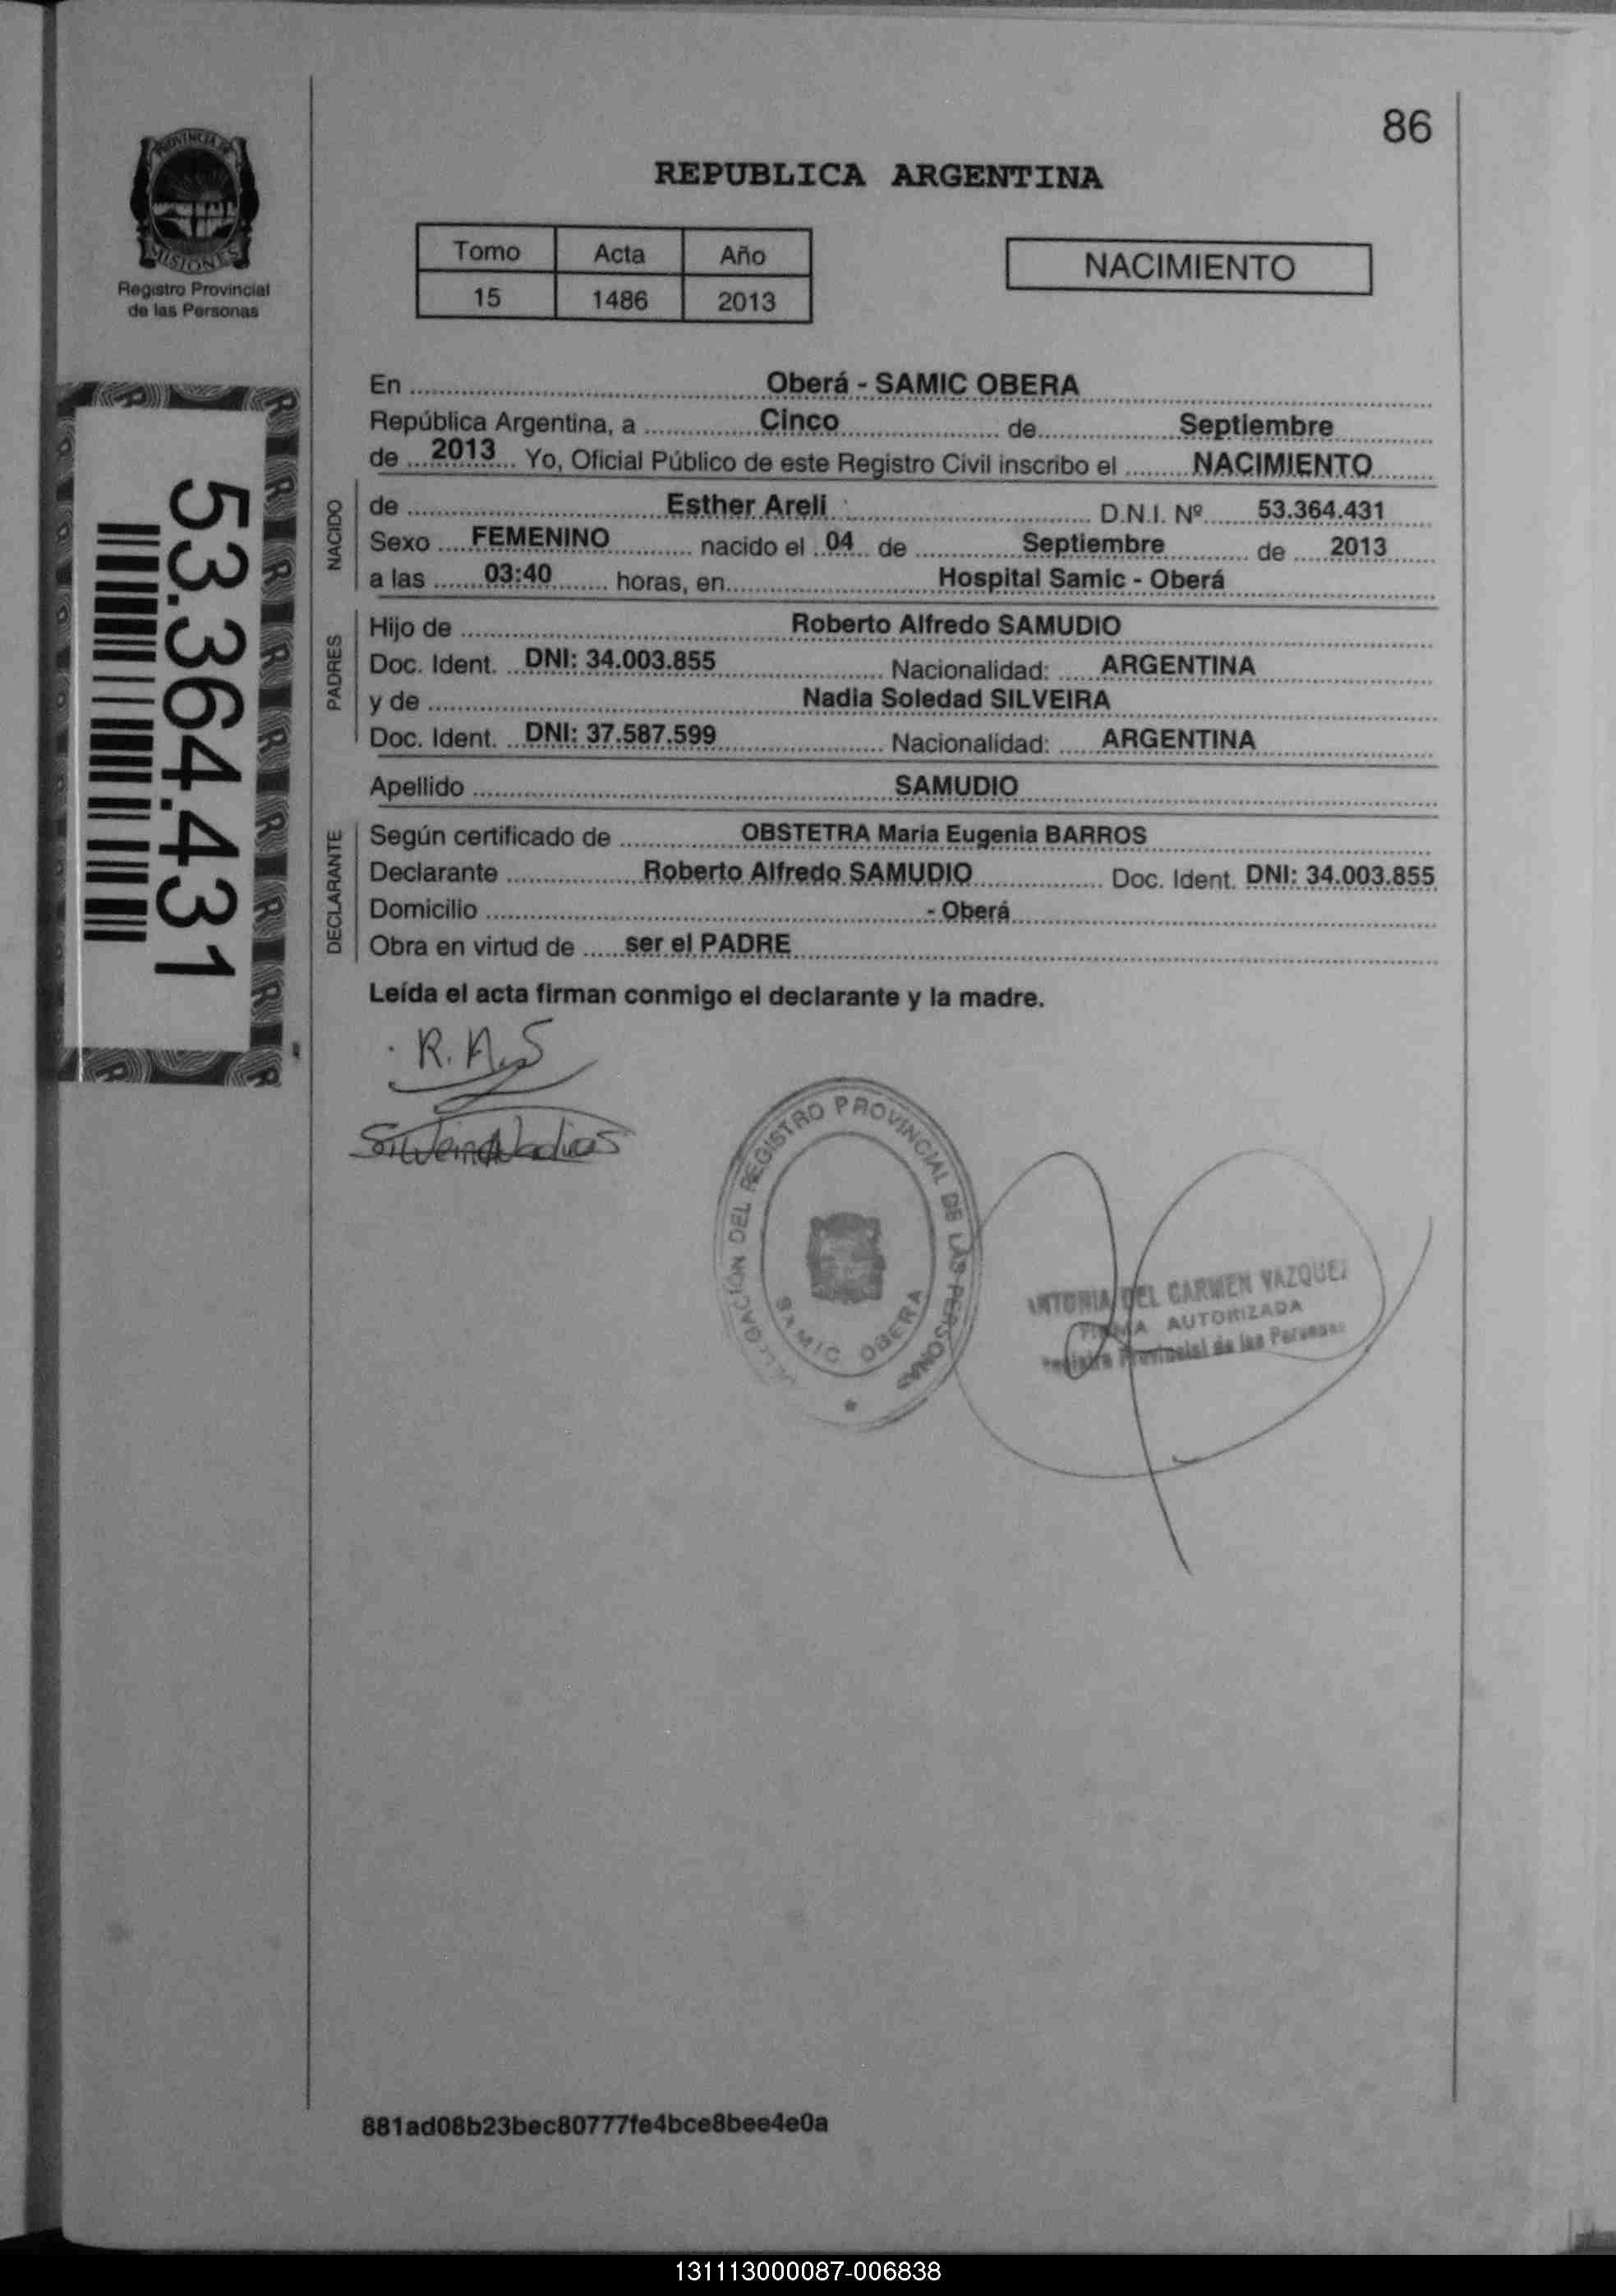 86
PROVINCIA DE
MISIONES
Registro Provincial
de las Personas
REPUBLICA ARGENTINA
Tomo Acta Año
15 1486 2013
NACIMIENTO
53.364.431
En Oberá - SAMIC OBERA
República Argentina, a Cinco de Septiembre
de 2013 Yo, Oficial Público de este Registro Civil inscribo el NACIMIENTO
NACIDO
de Esther Areli D.N.I. Nº 53.364.431
Sexo FEMENINO nacido el 04 de Septiembre de 2013
a las 03:40 horas, en Hospital Samic - Oberá
PADRES
Hijo de Roberto Alfredo SAMUDIO
Doc. Ident. DNI: 34.003.855 Nacionalidad: ARGENTINA
y de Nadia Soledad SILVEIRA
Doc. Ident. DNI: 37.587.599 Nacionalidad: ARGENTINA
Apellido SAMUDIO
DECLARANTE
Según certificado de OBSTETRA Maria Eugenia BARROS
Declarante Roberto Alfredo SAMUDIO Doc. Ident. DNI: 34.003.855
Domicilio - Oberá
Obra en virtud de ser el PADRE
Leída el acta firman conmigo el declarante y la madre.
R.A.S
DEL REGISTRO PROVINCIAL DE LAS PERSONAS
SAMIC OBERA
DEL CARMEN VAZQUEZ
FIRMA AUTORIZADA
Registro Provincial de las Personas
881ad08b23bec80777fe4bce8bee4e0a
131113000087-006838